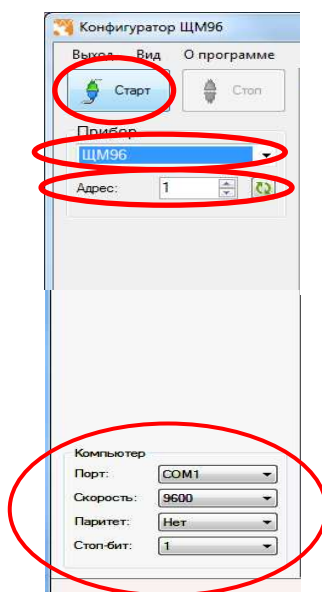 Конфигуратор ЩМ96
Выход Вид О программе
Старт Стоп
Прибор
ЩМ96
Адрес: 1
Компьютер
Порт: COM1
Скорость: 9600
Паритет: Нет
Стоп-бит: 1